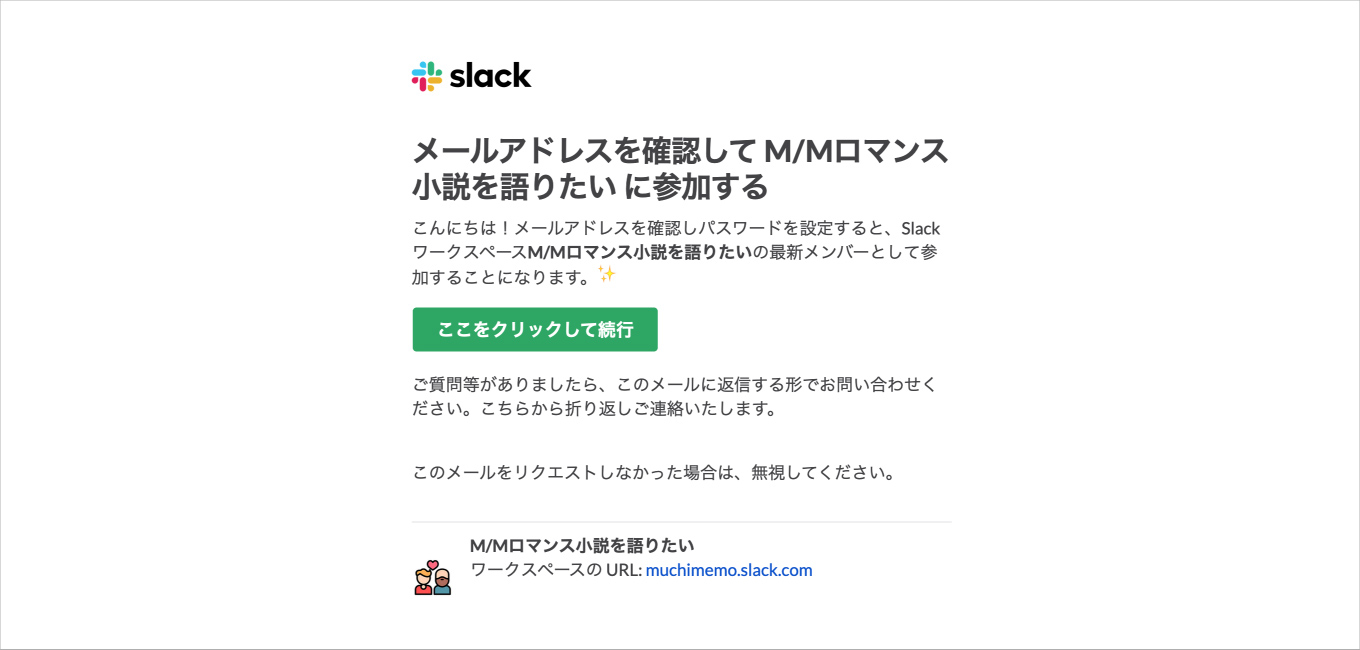 slack
メールアドレスを確認して M/Mロマンス
小説を語りたい に参加する
こんにちは！メールアドレスを確認しパスワードを設定すると、Slack
ワークスペースM/Mロマンス小説を語りたいの最新メンバーとして参
加することになります。✨
ここをクリックして続行
ご質問等がありましたら、このメールに返信する形でお問い合わせく
ださい。こちらから折り返しご連絡いたします。
このメールをリクエストしなかった場合は、無視してください。
M/Mロマンス小説を語りたい
ワークスペースの URL: muchimemo.slack.com